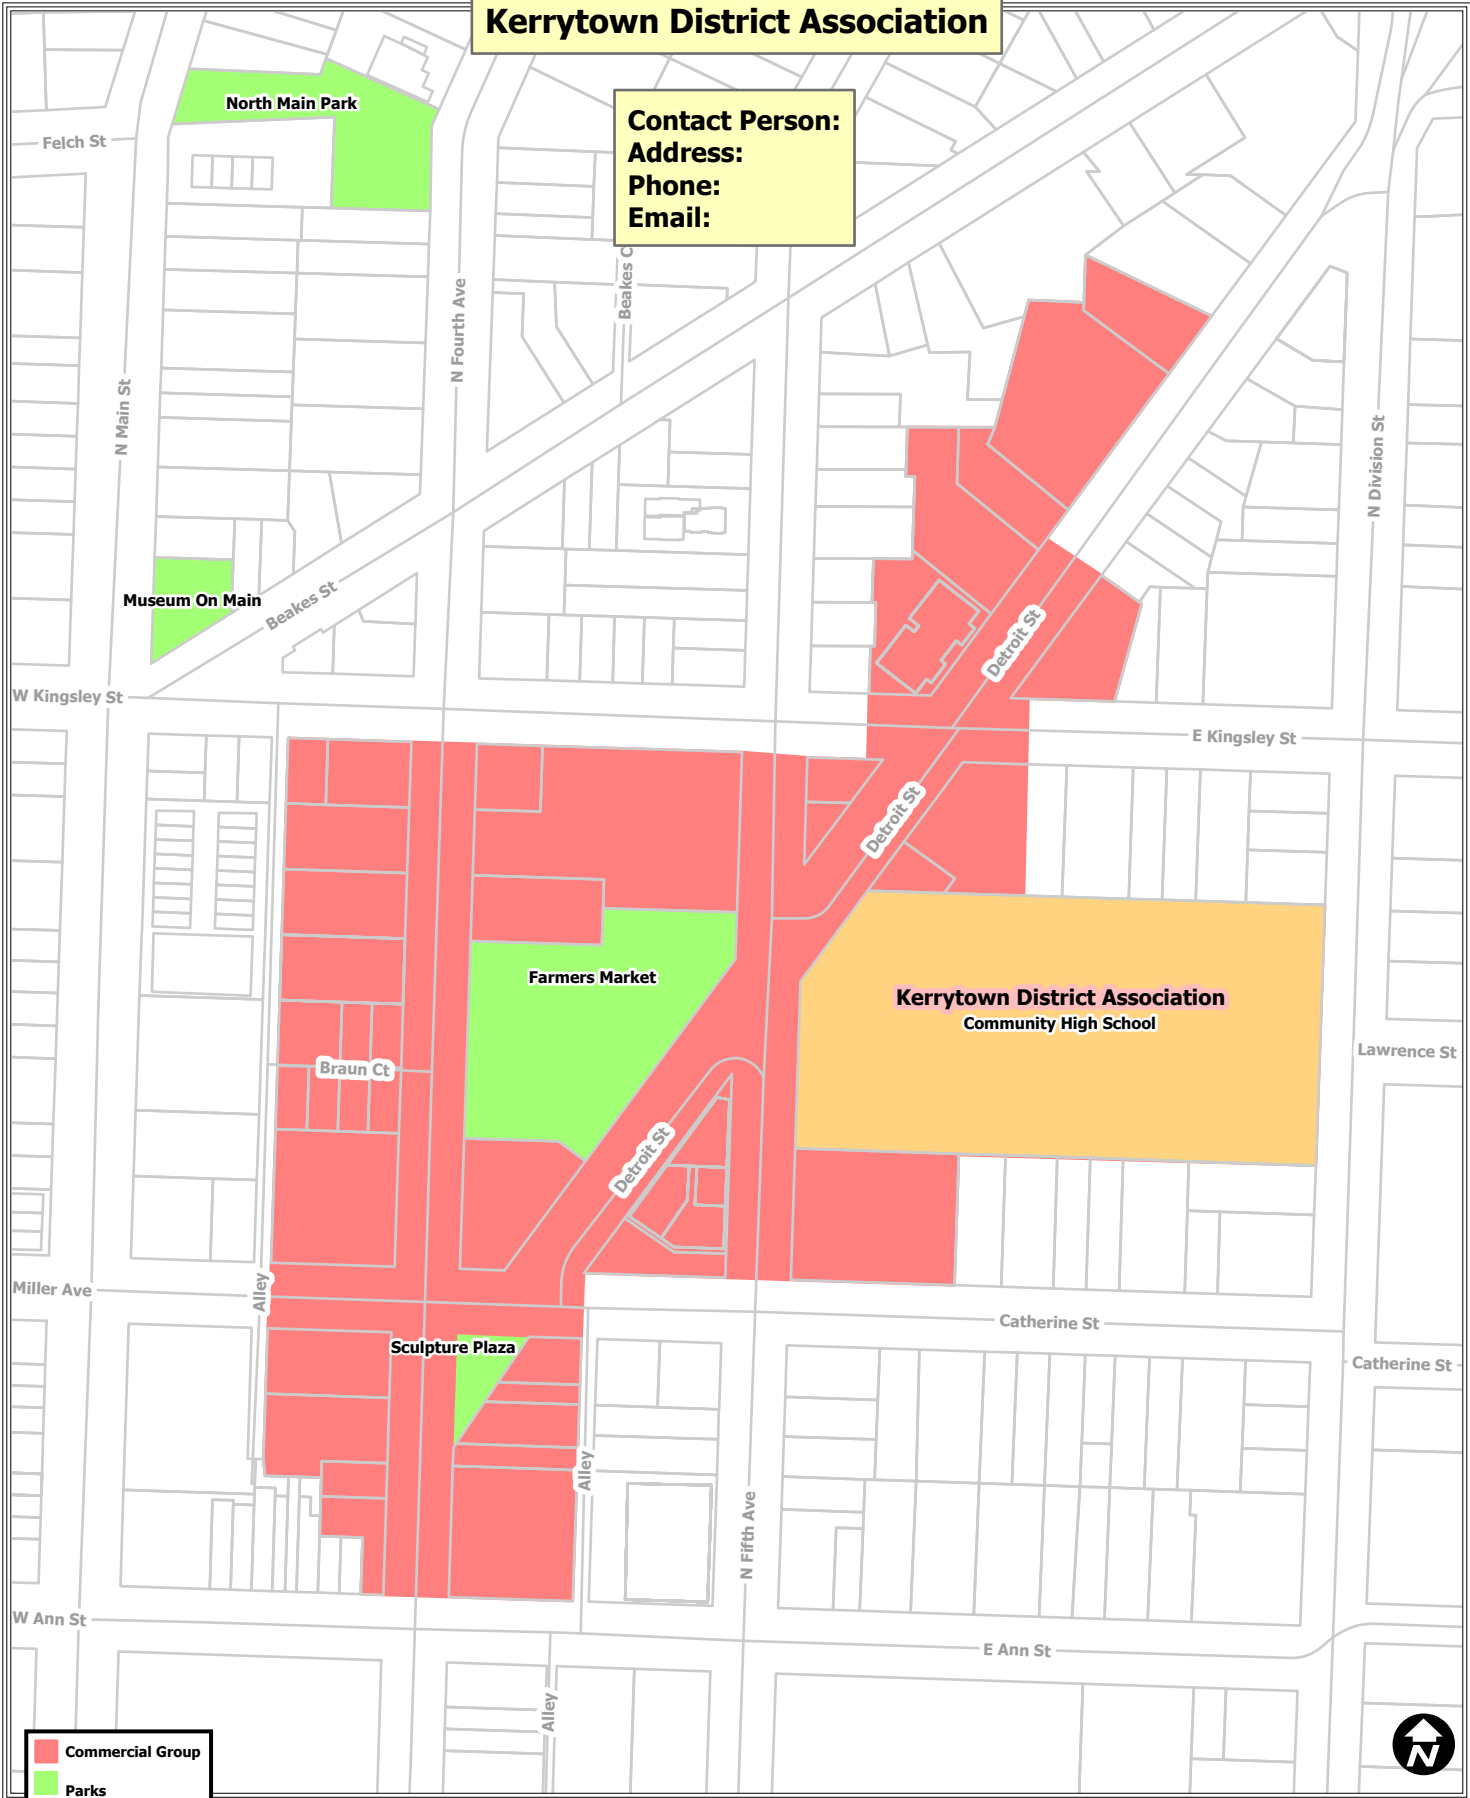 Kerrytown District Association
North Main Park
Contact Person:
Address:
Phone:
Email:
Felch St
Beakes C
N Fourth Ave
N Main St
N Division St
Museum On Main
Beakes St
Detroit St
W Kingsley St
E Kingsley St
Detroit St
Farmers Market
Kerrytown District Association
Community High School
Lawrence St
Braun Ct
Detroit St
Miller Ave
Alley
Catherine St
Sculpture Plaza
Catherine St
Alley
N Fifth Ave
W Ann St
E Ann St
Alley
Commercial Group
Parks
N